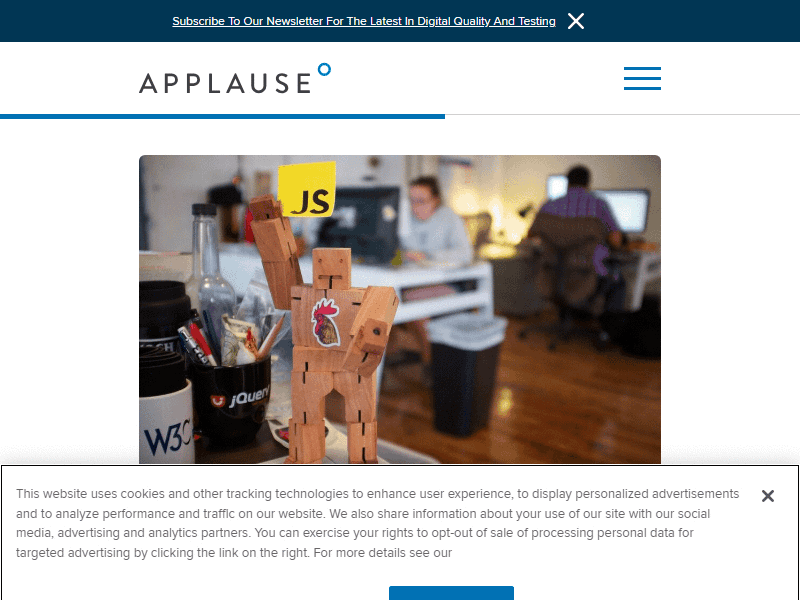 Subscribe To Our Newsletter For The Latest In Digital Quality And Testing
APPLAUSE
JS
jQuery
W3C
This website uses cookies and other tracking technologies to enhance user experience, to display personalized advertisements
and to analyze performance and traffic on our website. We also share information about your use of our site with our social
media, advertising and analytics partners. You can exercise your rights to opt-out of sale of processing personal data for
targeted advertising by clicking the link on the right. For more details see our